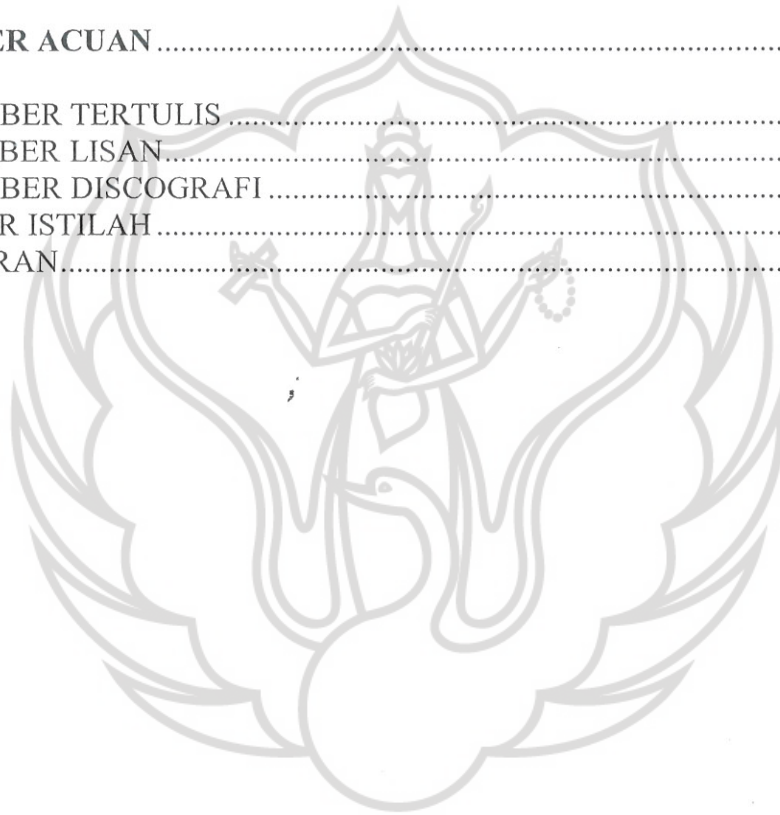 ER ACUAN....................................................................................
BER TERTULIS.........................................................................
BER LISAN................................................................................
BER DISCOGRAFI....................................................................
R ISTILAH..................................................................................
RAN............................................................................................